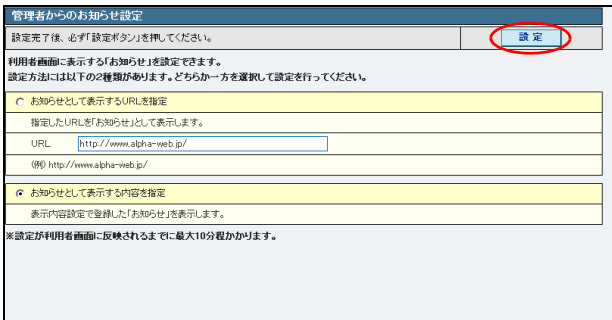 管理者からのお知らせ設定
設定完了後、必ず「設定ボタン」を押してください。
設 定
利用者画面に表示する「お知らせ」を設定できます。
設定方法には以下の2種類があります。どちらか一方を選択して設定を行ってください。
お知らせとして表示するURLを指定
指定したURLを「お知らせ」として表示します。
URL http://www.alpha-web.jp/
(例) http://www.alpha-web.jp/
お知らせとして表示する内容を指定
表示内容設定で登録した「お知らせ」を表示します。
※設定が利用者画面に反映されるまでに最大10分程かかります。